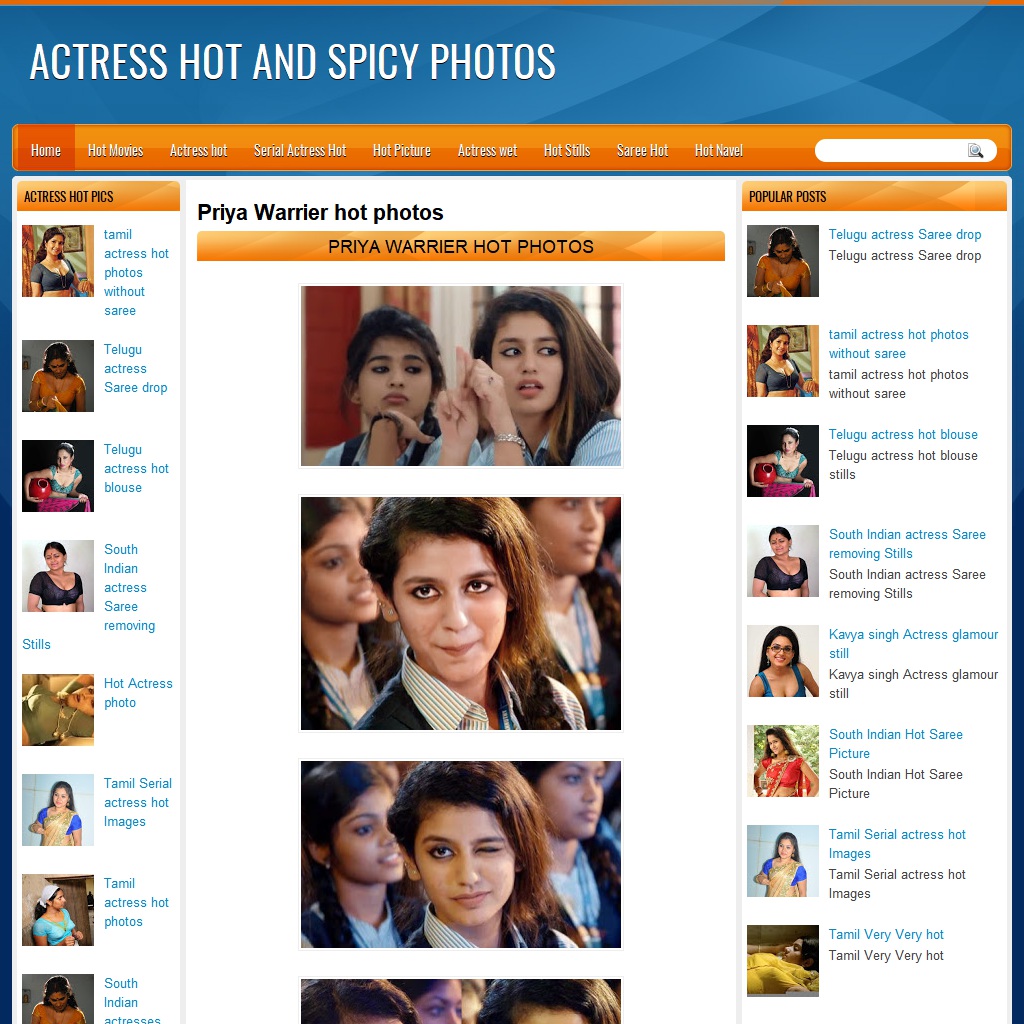 ACTRESS HOT AND SPICY PHOTOS
Home
Hot Movies
Actress hot
Serial Actress Hot
Hot Picture
Actress wet
Hot Stills
Saree Hot
Hot Navel
ACTRESS HOT PICS
tamil
actress hot
photos
without
saree
Telugu
actress
Saree drop
Telugu
actress hot
blouse
South
Indian
actress
Saree
removing
Stills
Hot Actress
photo
Tamil Serial
actress hot
Images
Tamil
actress hot
photos
South
Indian
actresses
Priya Warrier hot photos
PRIYA WARRIER HOT PHOTOS
POPULAR POSTS
Telugu actress Saree drop
Telugu actress Saree drop
tamil actress hot photos
without saree
tamil actress hot photos
without saree
Telugu actress hot blouse
Telugu actress hot blouse
stills
South Indian actress Saree
removing Stills
South Indian actress Saree
removing Stills
Kavya singh Actress glamour
still
Kavya singh Actress glamour
still
South Indian Hot Saree
Picture
South Indian Hot Saree
Picture
Tamil Serial actress hot
Images
Tamil Serial actress hot
Images
Tamil Very Very hot
Tamil Very Very hot